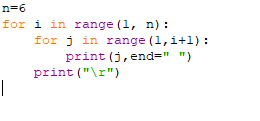 n=6
for i in range(1, n):
    for j in range(1,i+1):
        print(j,end=" ")
    print("\r")